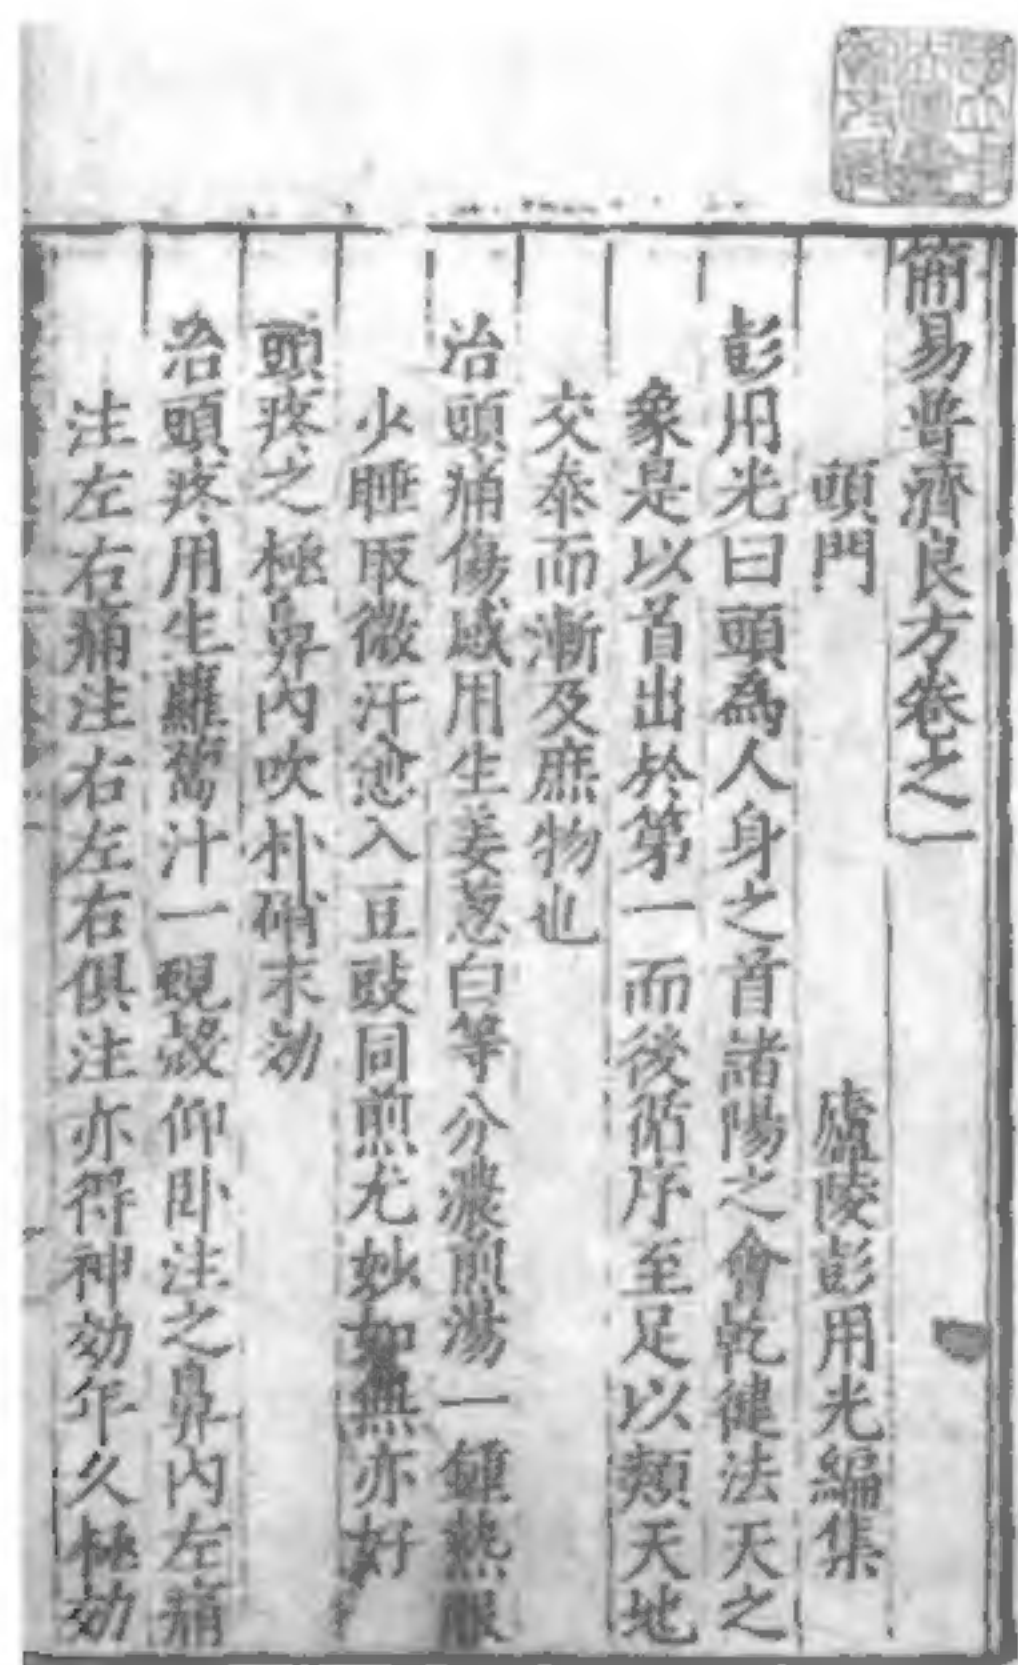 簡易普濟良方卷之一
頭門 廬陵彭用光編集
彭用光曰頭爲人身之首諸陽之會乾健法天之
象是以首出於第一而後循序至足以類天地
交泰而漸及庶物也
治頭痛傷感用生姜葱白等分濃煎湯一鍾熱服
少睡取微汗愈入豆豉同煎尤妙如無亦好
頭疼之極鼻内吹朴硝末効
治頭疼用生蘿蔔汁一蜆殼仰卧注之鼻内左痛
注左右痛注右左右俱注亦得神効年久極効